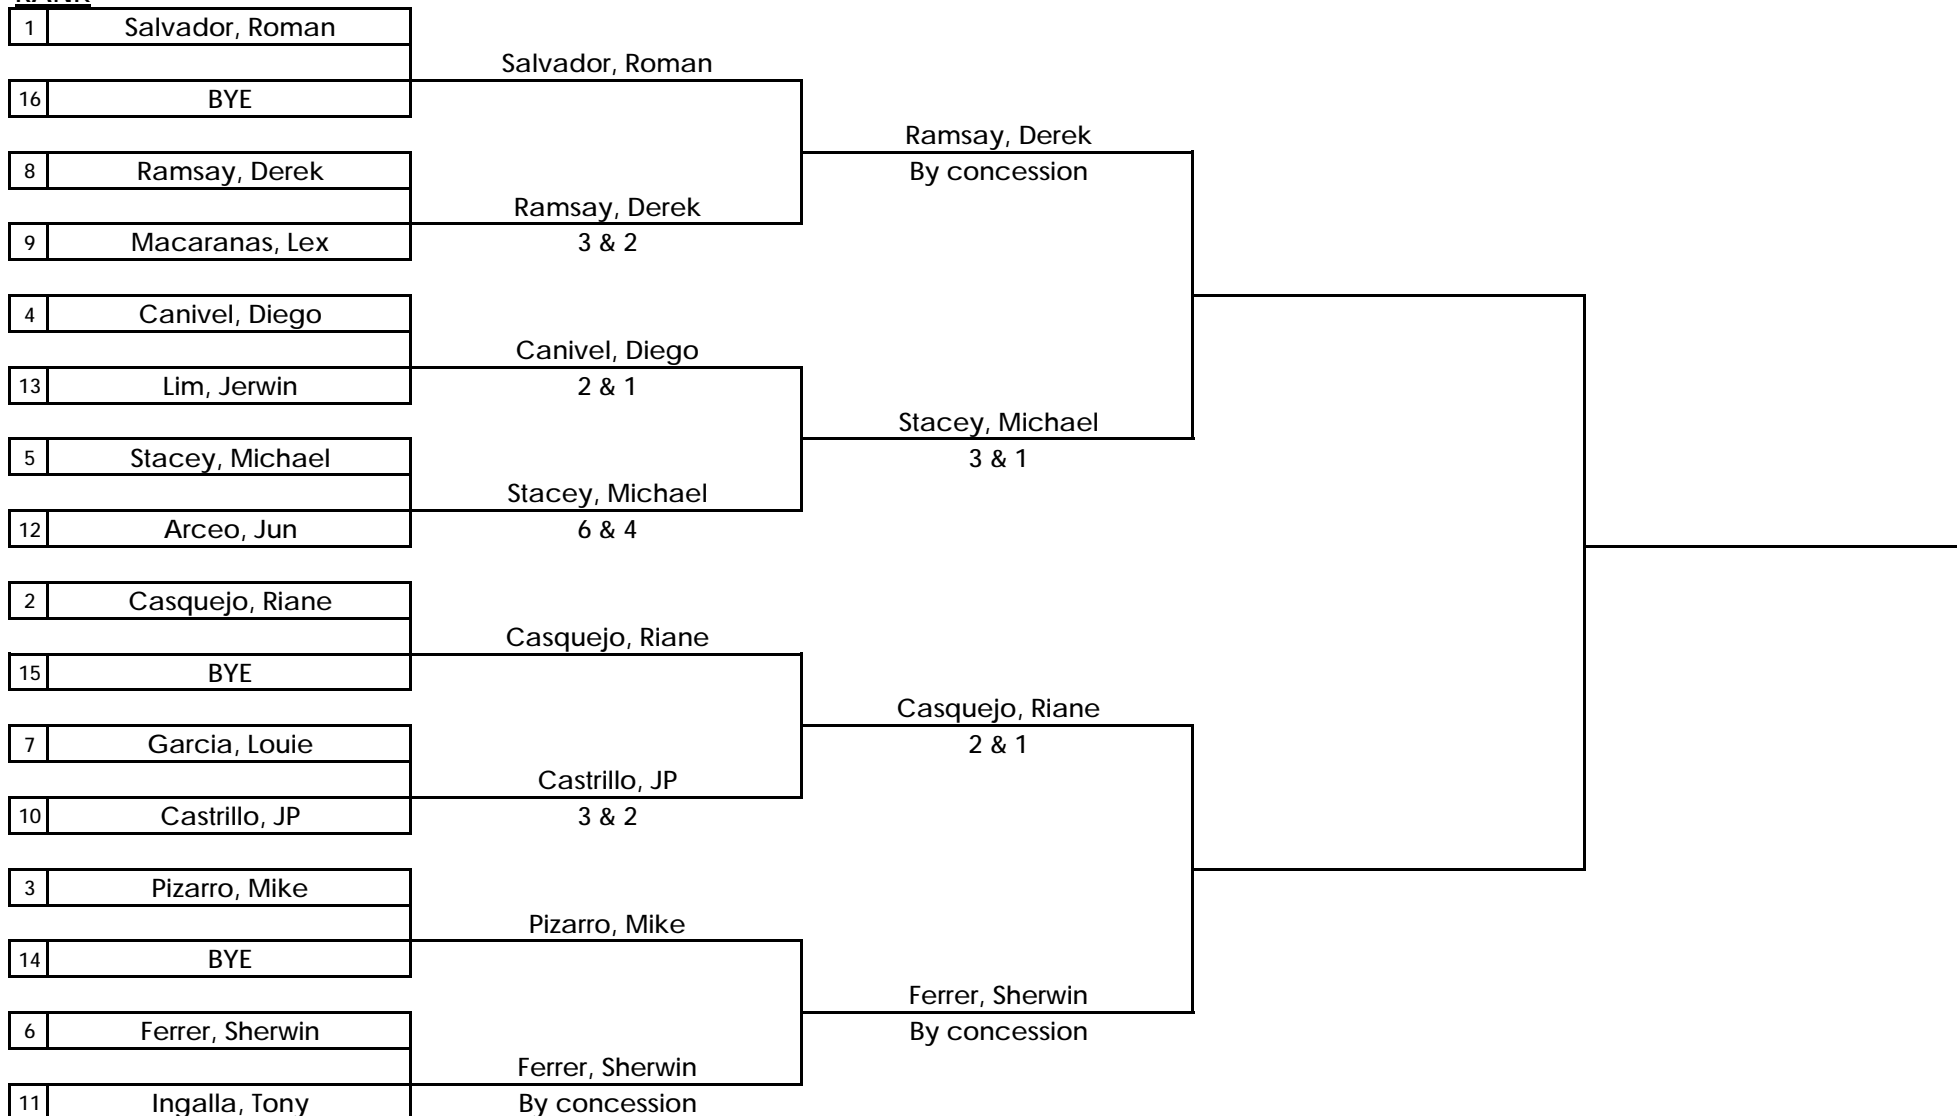 RANK
1 Salvador, Roman
Salvador, Roman
16 BYE
Ramsay, Derek
8 Ramsay, Derek
By concession
Ramsay, Derek
9 Macaranas, Lex
3 & 2
4 Canivel, Diego
Canivel, Diego
13 Lim, Jerwin
2 & 1
Stacey, Michael
5 Stacey, Michael
3 & 1
Stacey, Michael
12 Arceo, Jun
6 & 4
2 Casquejo, Riane
Casquejo, Riane
15 BYE
Casquejo, Riane
7 Garcia, Louie
2 & 1
Castrillo, JP
10 Castrillo, JP
3 & 2
3 Pizarro, Mike
Pizarro, Mike
14 BYE
Ferrer, Sherwin
6 Ferrer, Sherwin
By concession
Ferrer, Sherwin
11 Ingalla, Tony
By concession